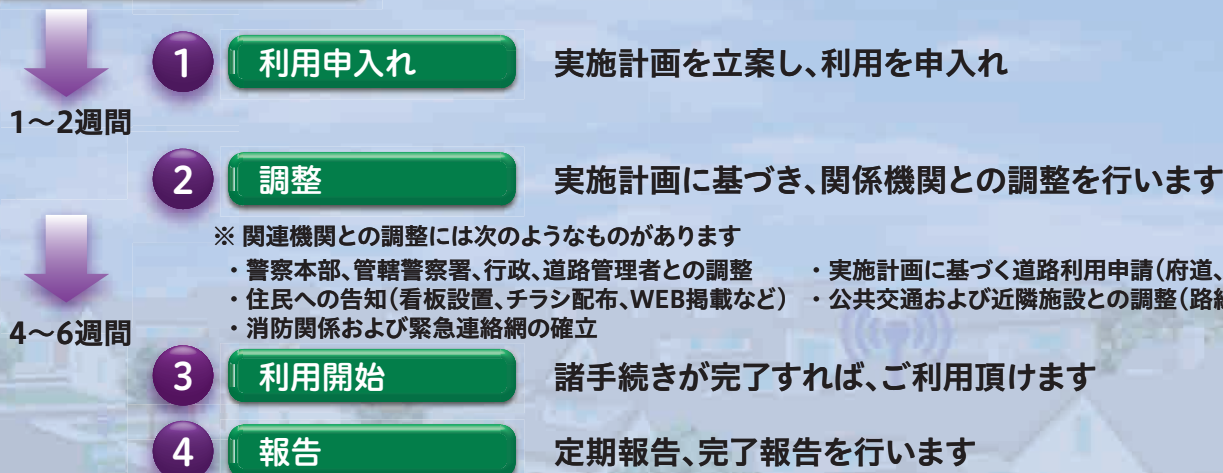 1 利用申入れ 実施計画を立案し、利用を申入れ
1～2週間
2 調整 実施計画に基づき、関係機関との調整を行います
※ 関連機関との調整には次のようなものがあります
・警察本部、管轄警察署、行政、道路管理者との調整 ・実施計画に基づく道路利用申請（府道、
・住民への告知（看板設置、チラシ配布、WEB掲載など） ・公共交通および近隣施設との調整（路線
・消防関係および緊急連絡網の確立
4～6週間
3 利用開始 諸手続きが完了すれば、ご利用頂けます
4 報告 定期報告、完了報告を行います